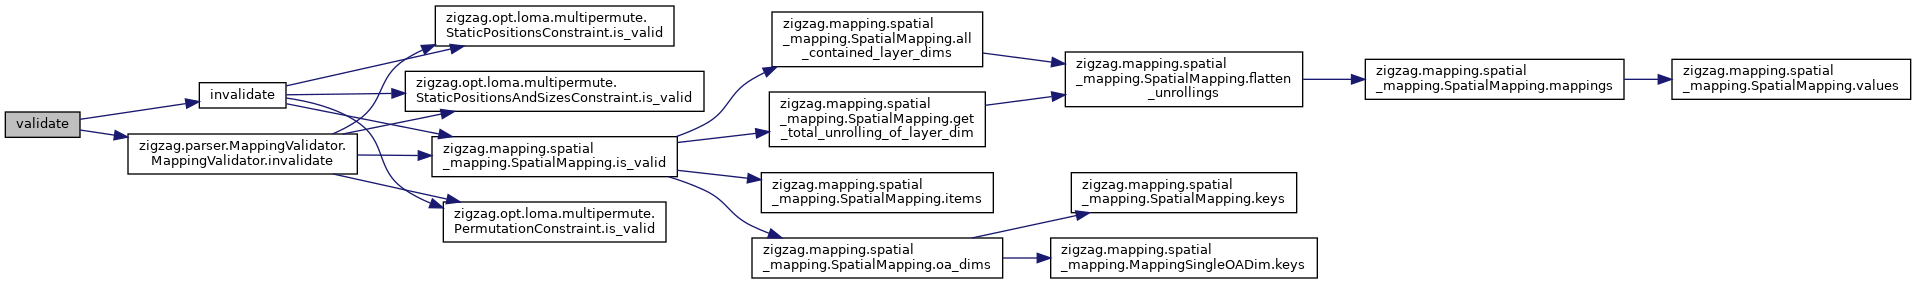 validate
invalidate
zigzag.parser.MappingValidator.
MappingValidator.invalidate
zigzag.opt.loma.multipermute.
StaticPositionsConstraint.is_valid
zigzag.opt.loma.multipermute.
StaticPositionsAndSizesConstraint.is_valid
zigzag.mapping.spatial
_mapping.SpatialMapping.is_valid
zigzag.opt.loma.multipermute.
PermutationConstraint.is_valid
zigzag.mapping.spatial
_mapping.SpatialMapping.all
_contained_layer_dims
zigzag.mapping.spatial
_mapping.SpatialMapping.get
_total_unrolling_of_layer_dim
zigzag.mapping.spatial
_mapping.SpatialMapping.items
zigzag.mapping.spatial
_mapping.SpatialMapping.oa_dims
zigzag.mapping.spatial
_mapping.SpatialMapping.flatten
_unrollings
zigzag.mapping.spatial
_mapping.SpatialMapping.keys
zigzag.mapping.spatial
_mapping.MappingSingleOADim.keys
zigzag.mapping.spatial
_mapping.SpatialMapping.mappings
zigzag.mapping.spatial
_mapping.SpatialMapping.values